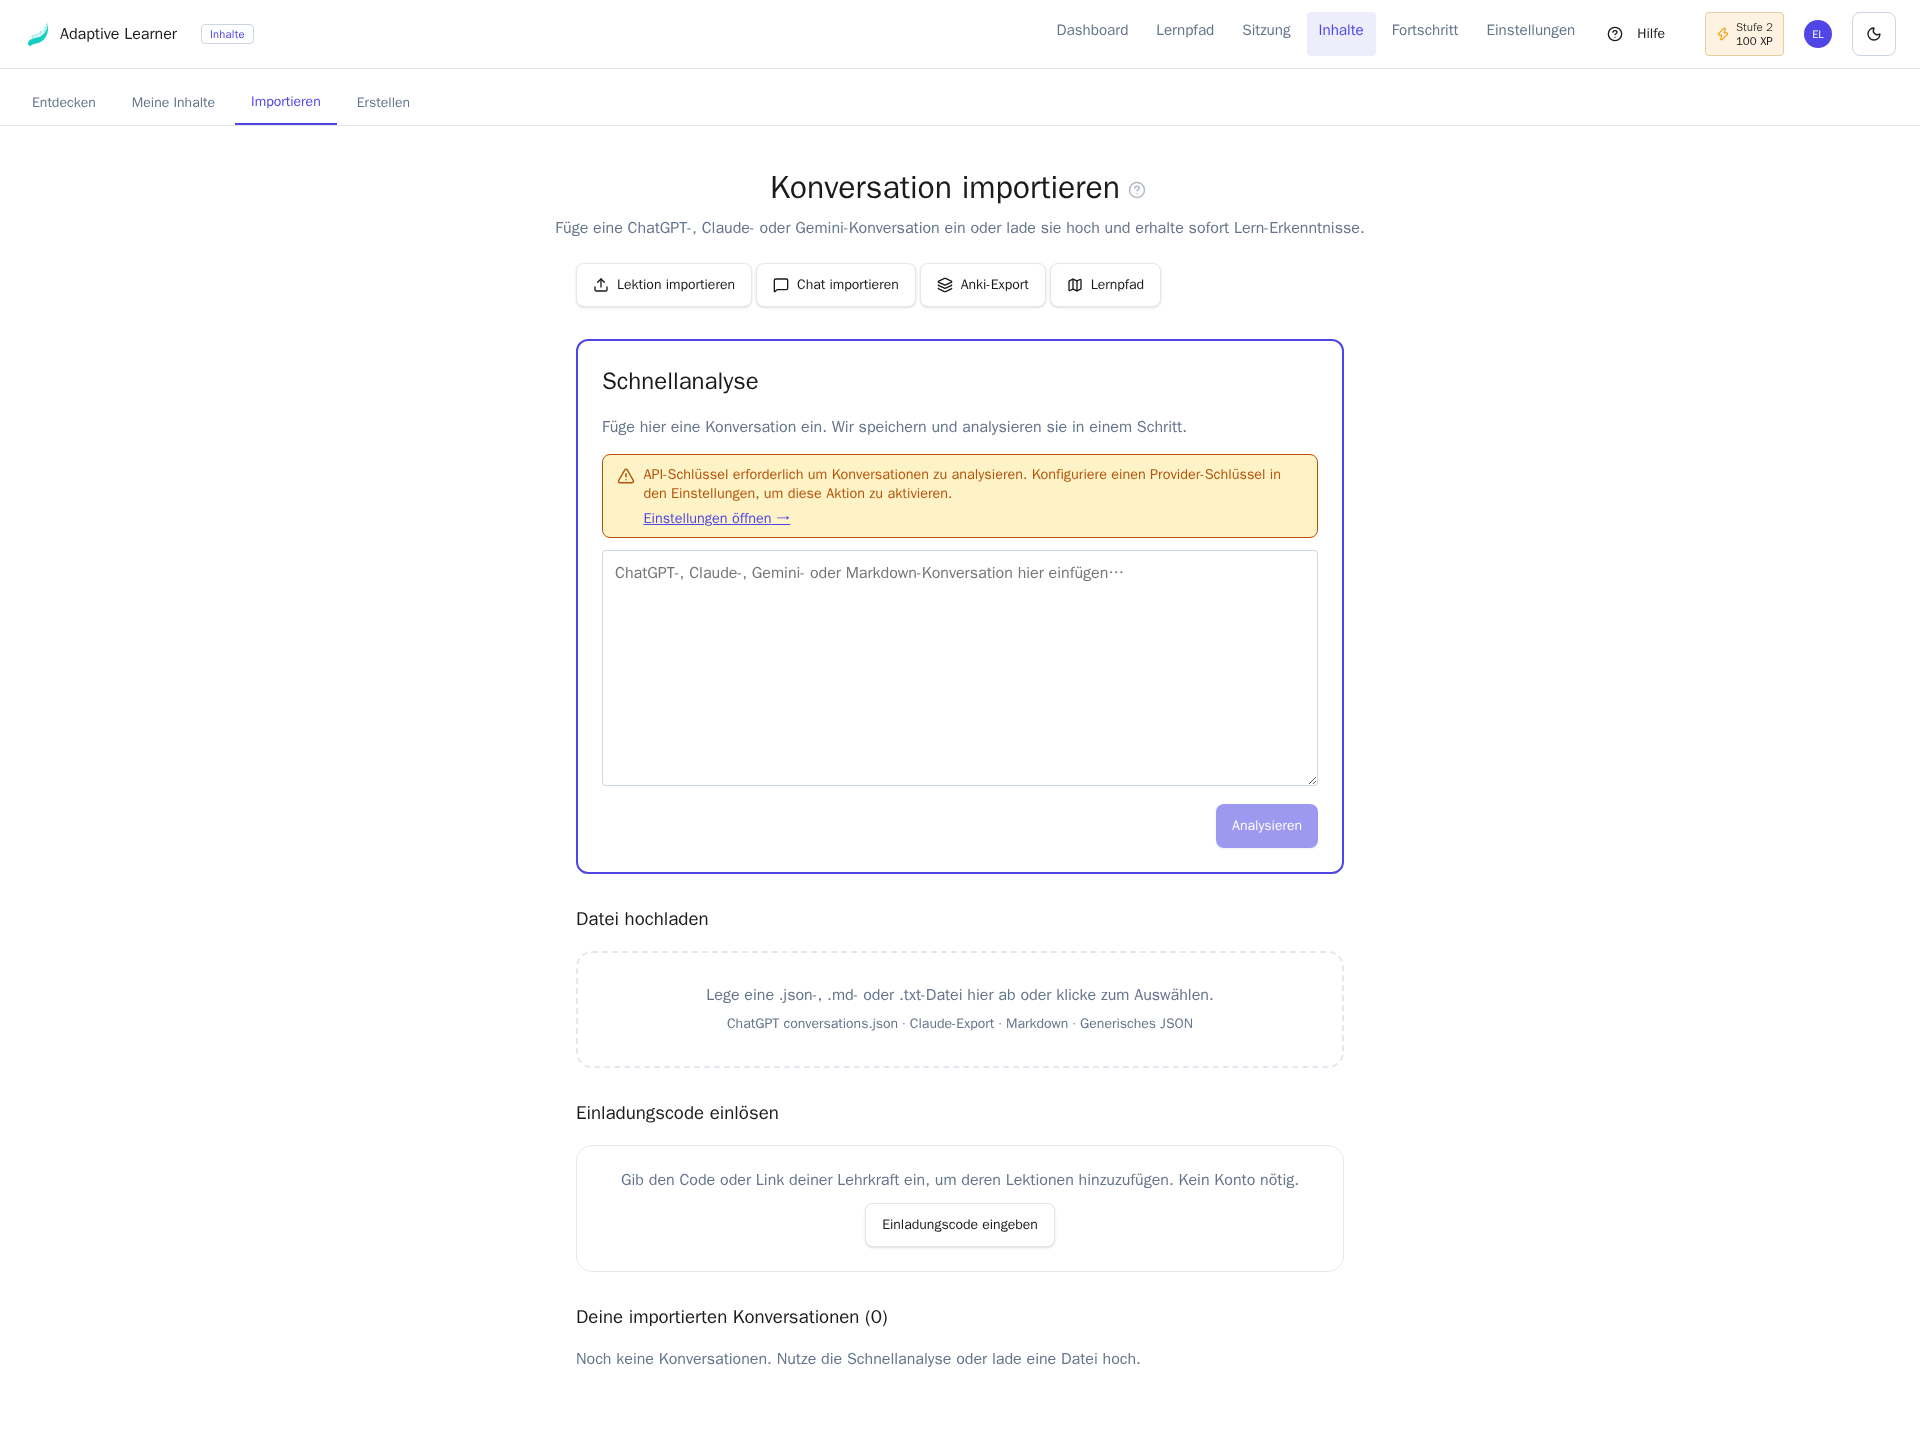 Adaptive Learner
Inhalte
Dashboard
Lernpfad
Sitzung
Inhalte
Fortschritt
Einstellungen
Hilfe
Stufe 2
100 XP
EL
Entdecken
Meine Inhalte
Importieren
Erstellen
Konversation importieren
Füge eine ChatGPT-, Claude- oder Gemini-Konversation ein oder lade sie hoch und erhalte sofort Lern-Erkenntnisse.
Lektion importieren
Chat importieren
Anki-Export
Lernpfad
Schnellanalyse
Füge hier eine Konversation ein. Wir speichern und analysieren sie in einem Schritt.
API-Schlüssel erforderlich um Konversationen zu analysieren. Konfiguriere einen Provider-Schlüssel in
den Einstellungen, um diese Aktion zu aktivieren.
Einstellungen öffnen →
ChatGPT-, Claude-, Gemini- oder Markdown-Konversation hier einfügen…
Analysieren
Datei hochladen
Lege eine .json-, .md- oder .txt-Datei hier ab oder klicke zum Auswählen.
ChatGPT conversations.json · Claude-Export · Markdown · Generisches JSON
Einladungscode einlösen
Gib den Code oder Link deiner Lehrkraft ein, um deren Lektionen hinzuzufügen. Kein Konto nötig.
Einladungscode eingeben
Deine importierten Konversationen (0)
Noch keine Konversationen. Nutze die Schnellanalyse oder lade eine Datei hoch.